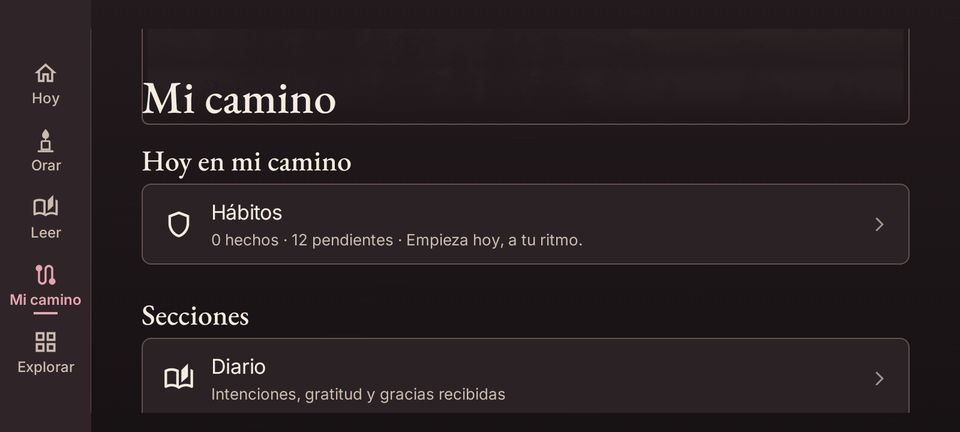 Hoy
Orar
Leer
Mi camino
Explorar
Mi camino
Hoy en mi camino
Hábitos
0 hechos · 12 pendientes · Empieza hoy, a tu ritmo.
Secciones
Diario
Intenciones, gratitud y gracias recibidas